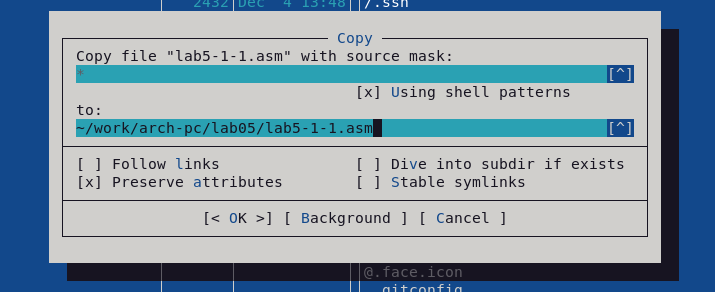 2432 Dec 4 13:48 /.ssh
Copy
Copy file "lab5-1-1.asm" with source mask:
* [^]
[x] Using shell patterns
to:
~/work/arch-pc/lab05/lab5-1-1.asm [^]
[ ] Follow links [ ] Dive into subdir if exists
[x] Preserve attributes [ ] Stable symlinks
[< OK >] [ Background ] [ Cancel ]
@.face.icon
.gitconfig